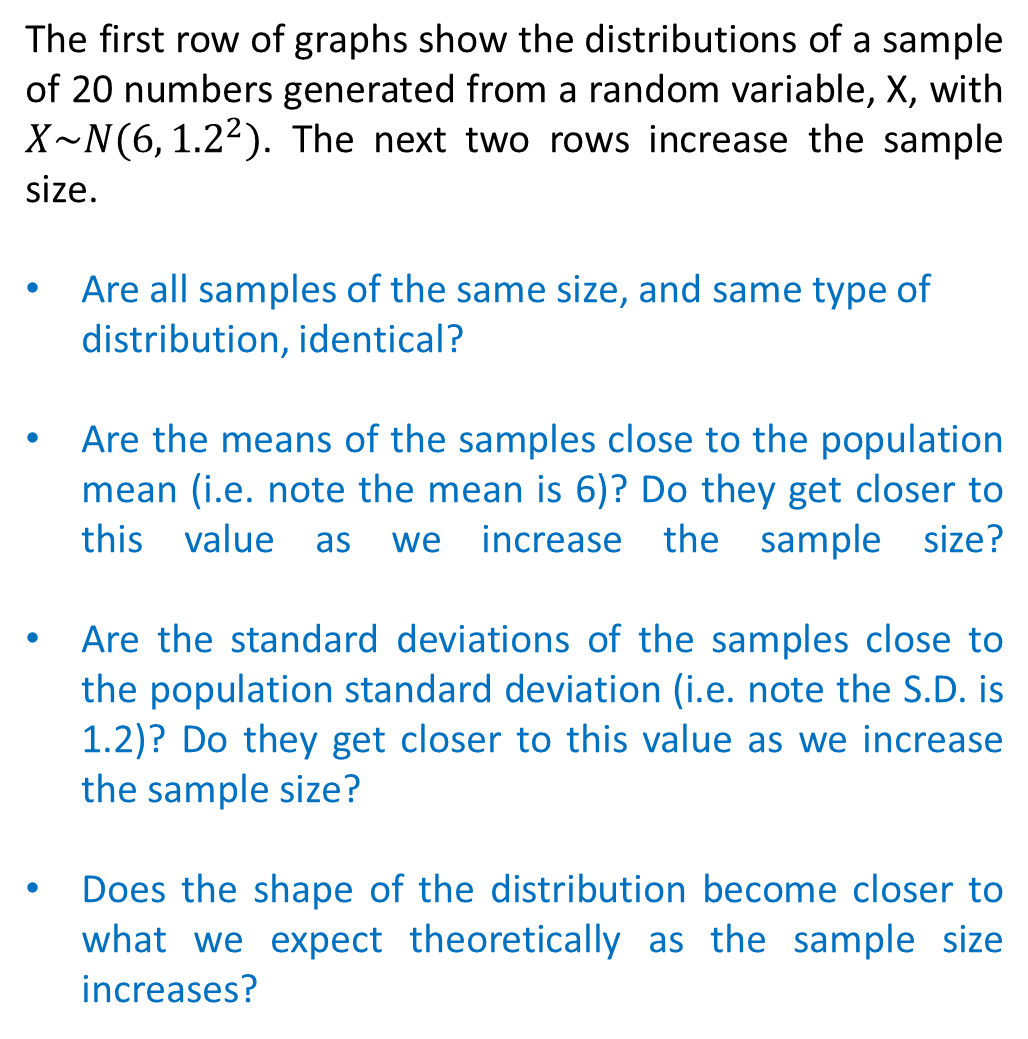 The first row of graphs show the distributions of a sample
of 20 numbers generated from a random variable, X, with
X~N(6, 1.2²). The next two rows increase the sample
size.
• Are all samples of the same size, and same type of
distribution, identical?
• Are the means of the samples close to the population
mean (i.e. note the mean is 6)? Do they get closer to
this value as we increase the sample size?
• Are the standard deviations of the samples close to
the population standard deviation (i.e. note the S.D. is
1.2)? Do they get closer to this value as we increase
the sample size?
• Does the shape of the distribution become closer to
what we expect theoretically as the sample size
increases?